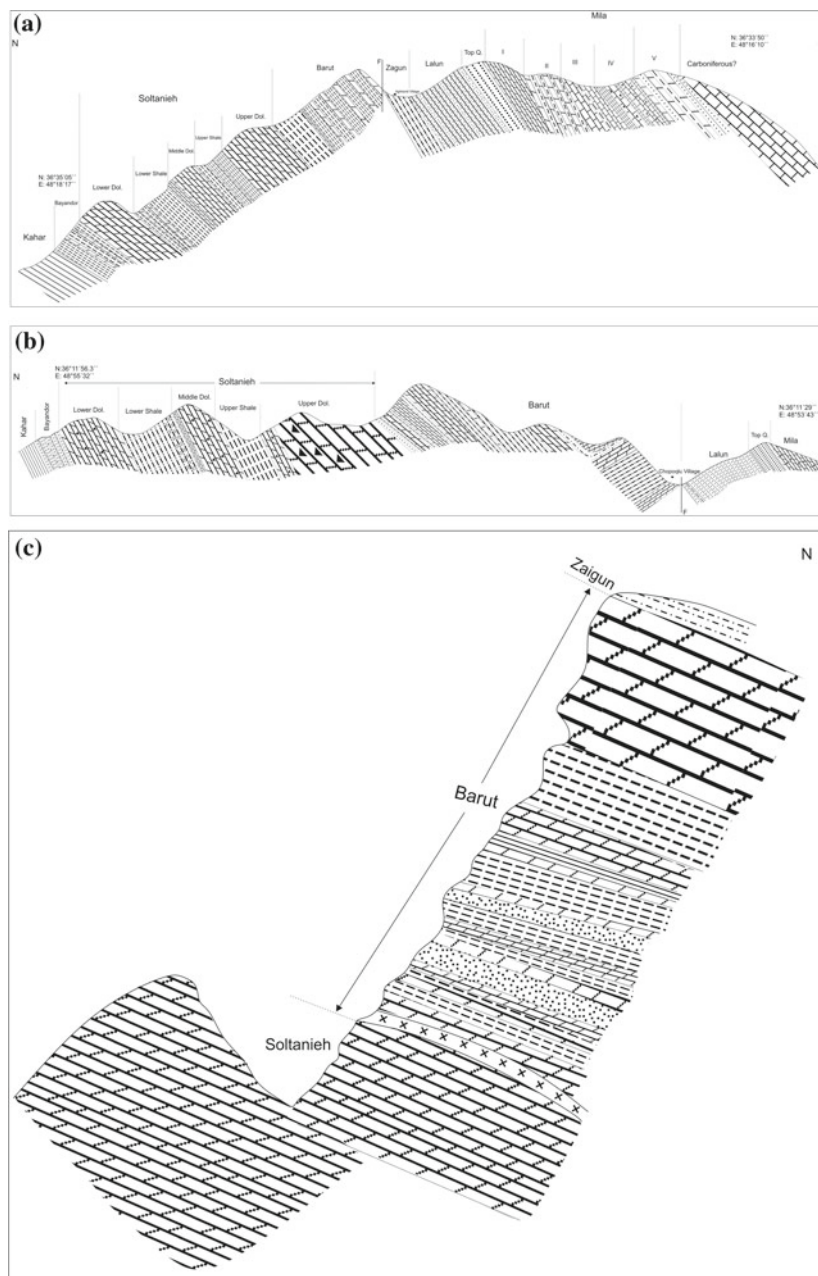 (a)
N
Mila
N: 36°33´50´´
E: 48°16´10´´
F
Zagun
Lalun
Top Q.
I
II
III
IV
V
Carboniferous?
Barut
Soltanieh
Upper Dol.
Upper Shale
Middle Dol.
Lower Shale
Lower Dol.
N: 36°35´05´´
E: 48°18´17´´
Bayandor
Kahar
(b)
N
N:36°11´56.3´´
E: 48°55´32´´
Soltanieh
Kahar
Bayandor
Lower Dol.
Lower Shale
Middle Dol.
Upper Shale
Upper Dol.
Barut
N:36°11´29´´
E: 48°53´43´´
Chopoqlu Village
F
Lalun
Top Q.
Mila
(c)
N
Zaigun
Barut
Soltanieh